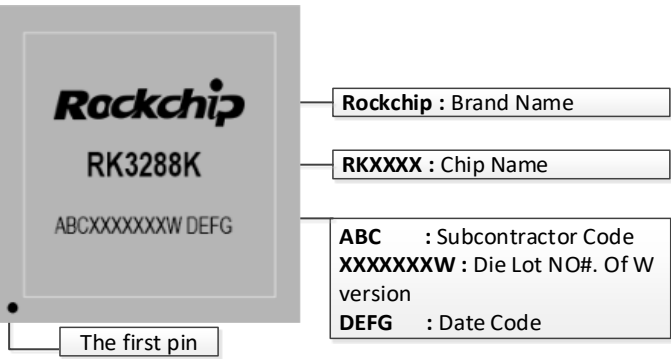 Rockchip
RK3288K
ABCXXXXXXXW DEFG
Rockchip : Brand Name
RKXXXX : Chip Name
ABC : Subcontractor Code
XXXXXXXW : Die Lot NO#. Of W
version
DEFG : Date Code
The first pin